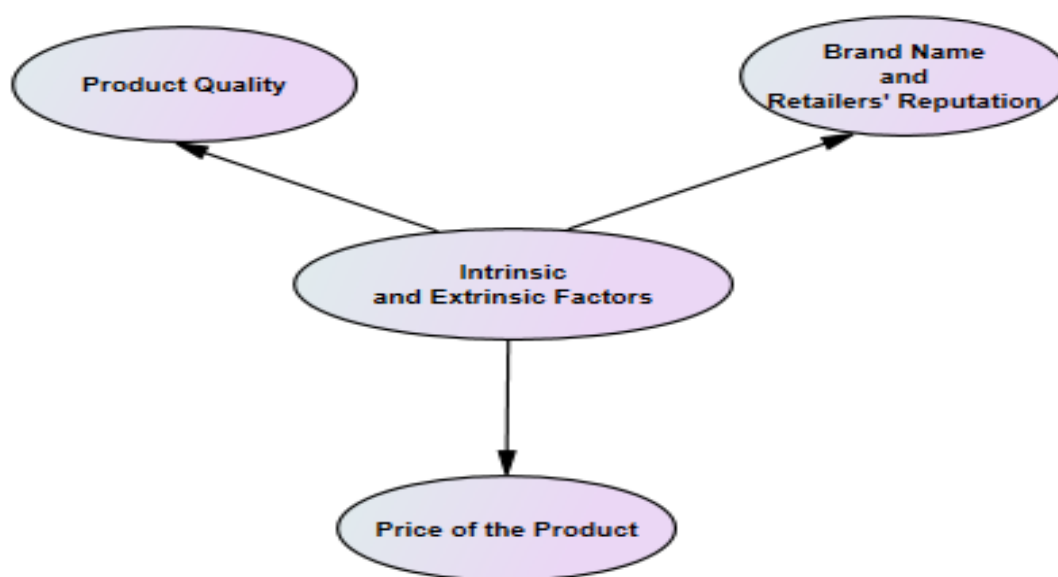 Product Quality
Brand Name
and
Retailers' Reputation
Intrinsic
and Extrinsic Factors
Price of the Product